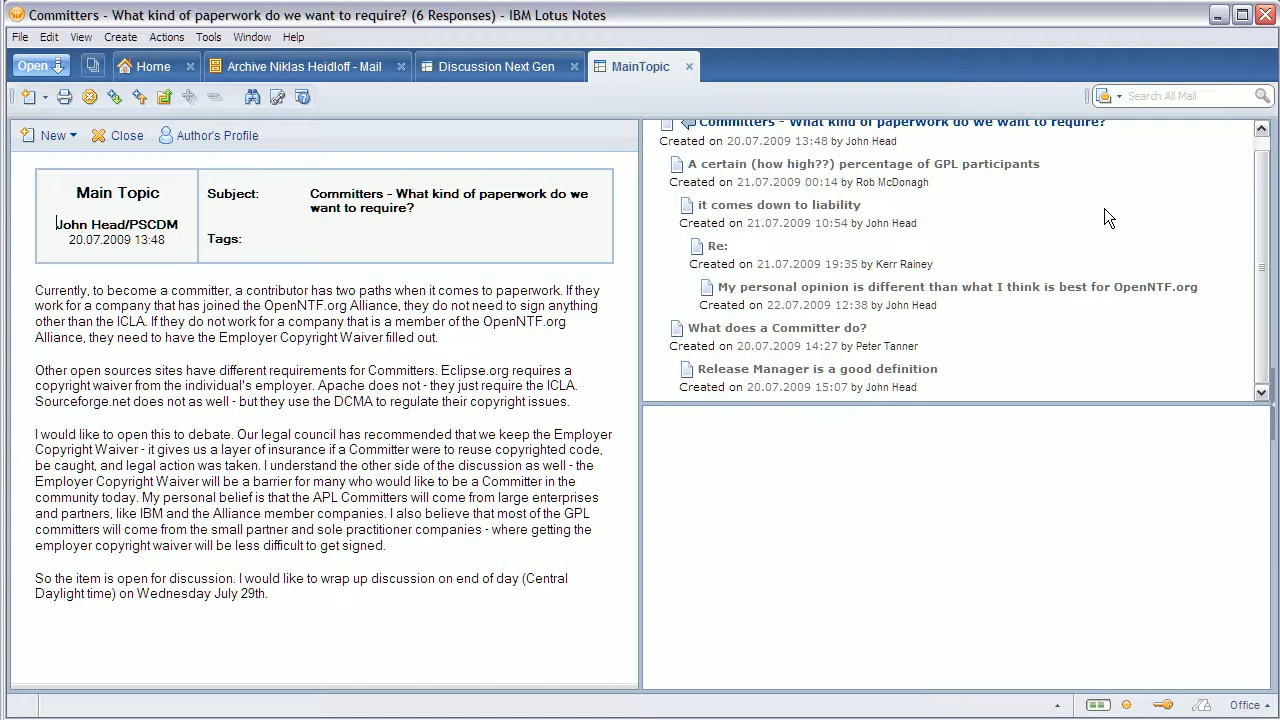 Committers - What kind of paperwork do we want to require? (6 Responses) - IBM Lotus Notes
File Edit View Create Actions Tools Window Help
Open Home Archive Niklas Heidloff - Mail Discussion Next Gen MainTopic
Search All Mail
New Close Author's Profile
Main Topic
John Head/PSCDM
20.07.2009 13:48
Subject: Committers - What kind of paperwork do we
want to require?
Tags:
Currently, to become a committer, a contributor has two paths when it comes to paperwork. If they
work for a company that has joined the OpenNTF.org Alliance, they do not need to sign anything
other than the ICLA. If they do not work for a company that is a member of the OpenNTF.org
Alliance, they need to have the Employer Copyright Waiver filled out.
Other open sources sites have different requirements for Committers. Eclipse.org requires a
copyright waiver from the individual's employer. Apache does not - they just require the ICLA.
Sourceforge.net does not as well - but they use the DCMA to regulate their copyright issues.
I would like to open this to debate. Our legal council has recommended that we keep the Employer
Copyright Waiver - it gives us a layer of insurance if a Committer were to reuse copyrighted code,
be caught, and legal action was taken. I understand the other side of the discussion as well - the
Employer Copyright Waiver will be a barrier for many who would like to be a Committer in the
community today. My personal belief is that the APL Committers will come from large enterprises
and partners, like IBM and the Alliance member companies. I also believe that most of the GPL
committers will come from the small partner and sole practitioner companies - where getting the
employer copyright waiver will be less difficult to get signed.
So the item is open for discussion. I would like to wrap up discussion on end of day (Central
Daylight time) on Wednesday July 29th.
Committers - What kind of paperwork do we want to require?
Created on 20.07.2009 13:48 by John Head
A certain (how high??) percentage of GPL participants
Created on 21.07.2009 00:14 by Rob McDonagh
it comes down to liability
Created on 21.07.2009 10:54 by John Head
Re:
Created on 21.07.2009 19:35 by Kerr Rainey
My personal opinion is different than what I think is best for OpenNTF.org
Created on 22.07.2009 12:38 by John Head
What does a Committer do?
Created on 20.07.2009 14:27 by Peter Tanner
Release Manager is a good definition
Created on 20.07.2009 15:07 by John Head
Office